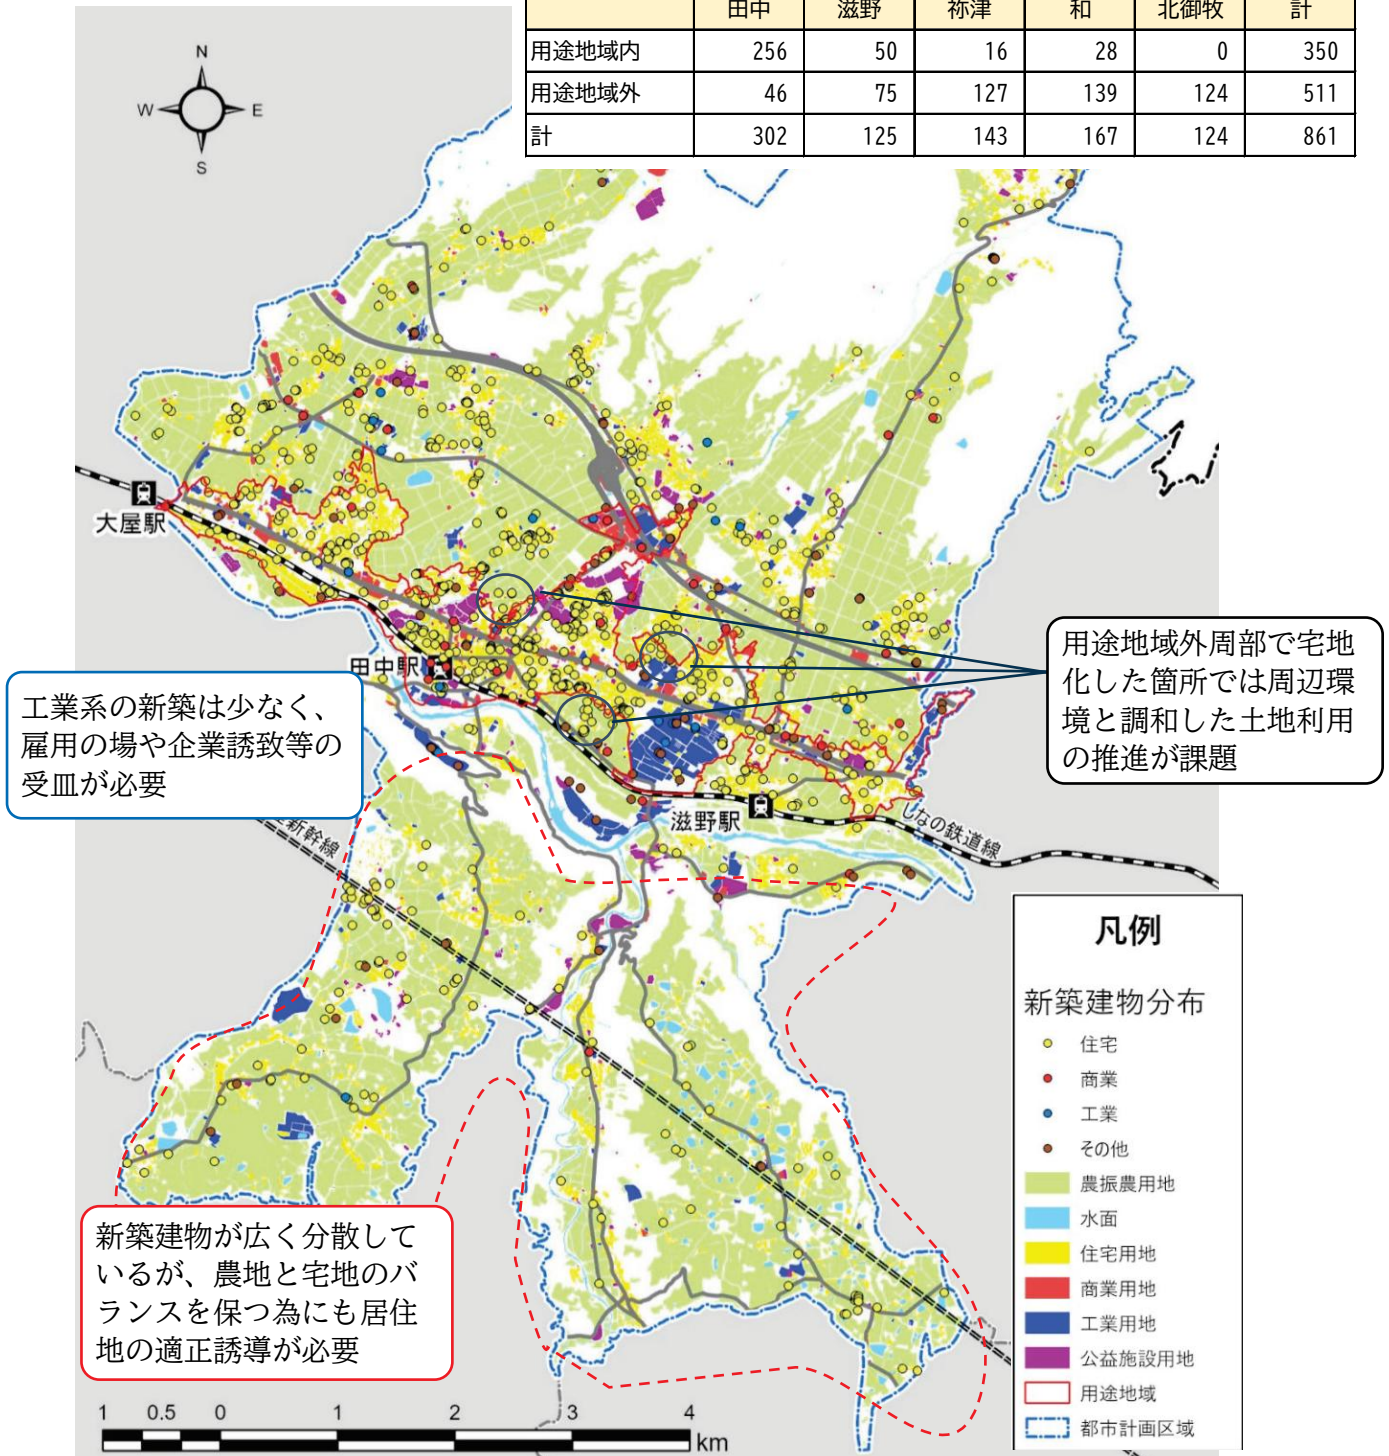 田中 滋野 祢津 和 北御牧 計
用途地域内 256 50 16 28 0 350
用途地域外 46 75 127 139 124 511
計 302 125 143 167 124 861
N
W E
S
大屋駅
田中駅
滋野駅
しなの鉄道線
新幹線
用途地域外周部で宅地
化した箇所では周辺環
境と調和した土地利用
の推進が課題
工業系の新築は少なく、
雇用の場や企業誘致等の
受皿が必要
新築建物が広く分散して
いるが、農地と宅地のバ
ランスを保つ為にも居住
地の適正誘導が必要
凡例
新築建物分布
住宅
商業
工業
その他
農振農用地
水面
住宅用地
商業用地
工業用地
公益施設用地
用途地域
都市計画区域
1 0.5 0 1 2 3 4
km